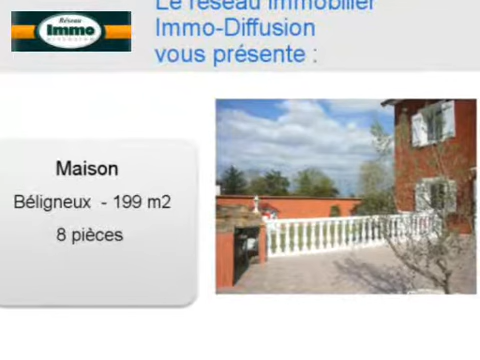 Le réseau immobilier
Immo-Diffusion
vous présente :
Réseau
Immo
Maison
Béligneux - 199 m2
8 pièces